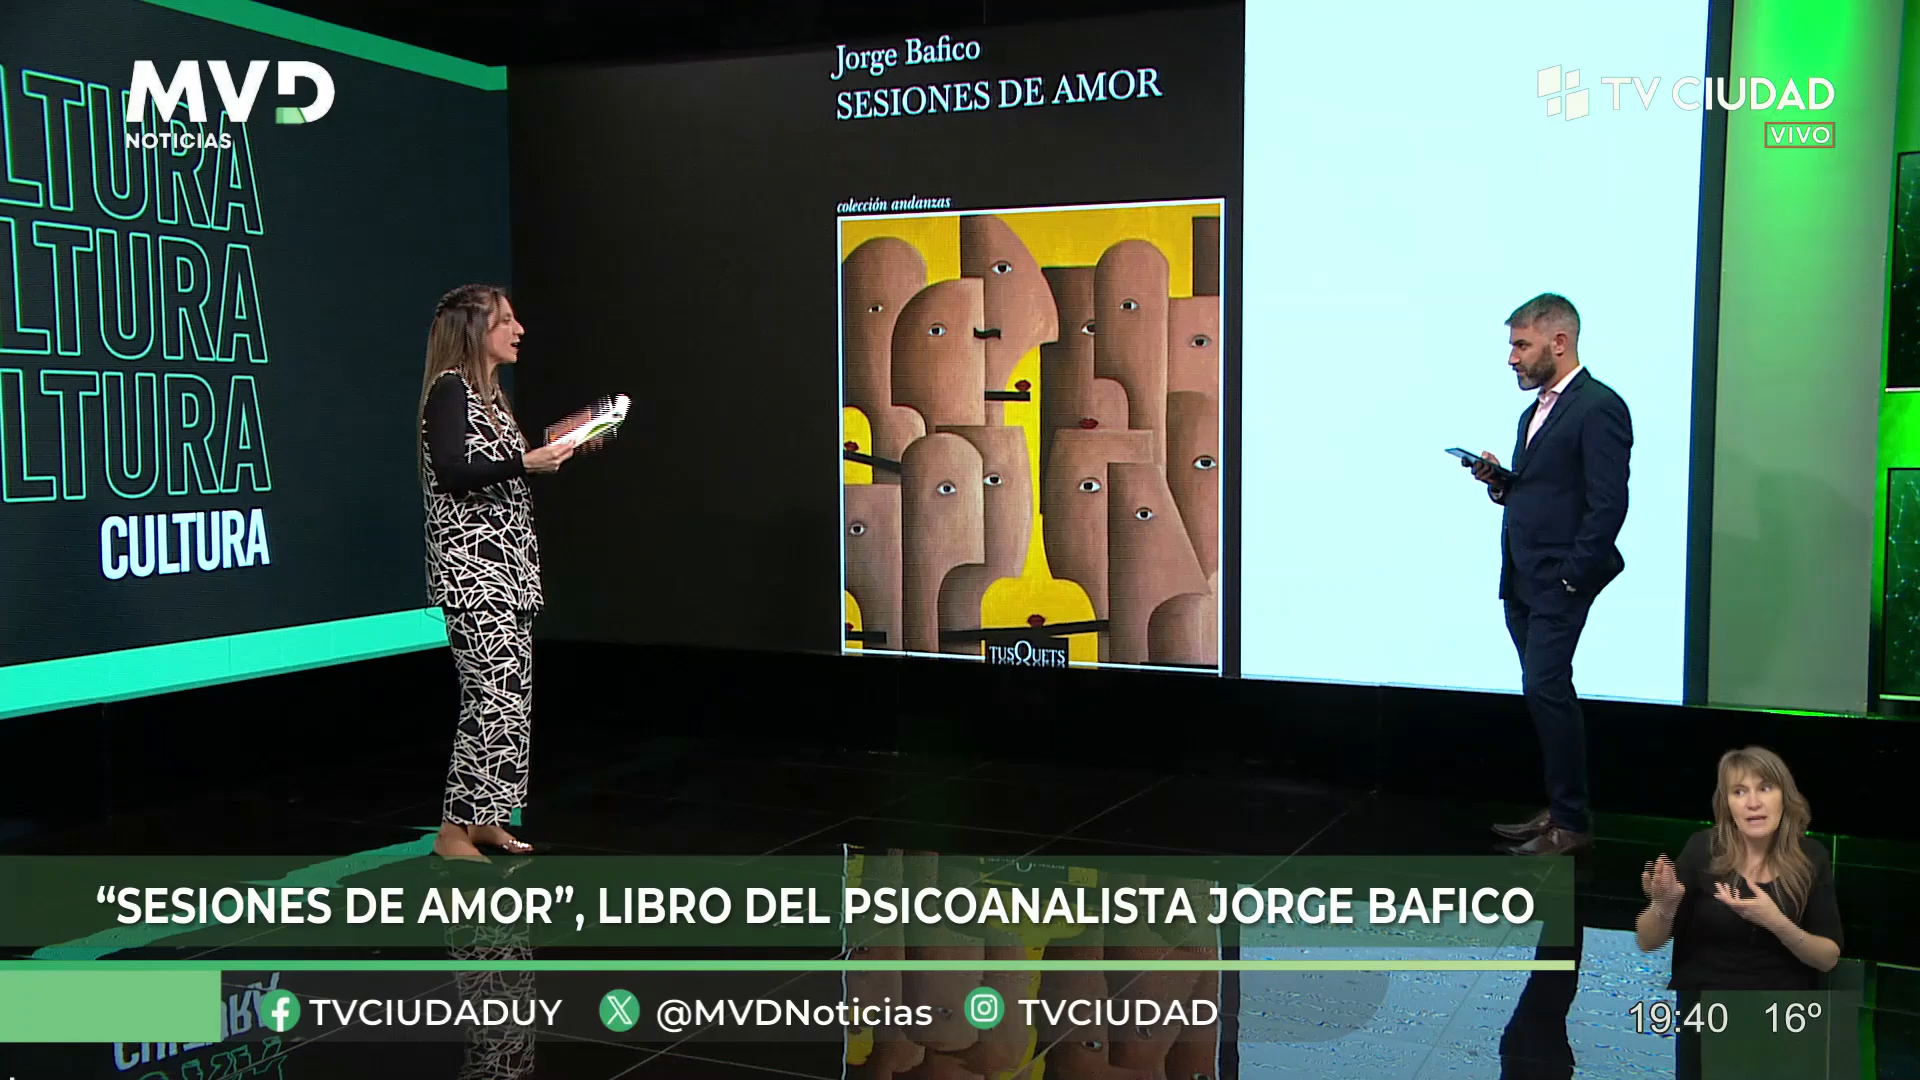 MVD
NOTICIAS
LTURA
LTURA
LTURA
CULTURA
Jorge Bafico
SESIONES DE AMOR
colección andanzas
TUSQUETS
TV CIUDAD
VIVO
“SESIONES DE AMOR”, LIBRO DEL PSICOANALISTA JORGE BAFICO
TVCIUDADUY @MVDNoticias TVCIUDAD
19:40 16º